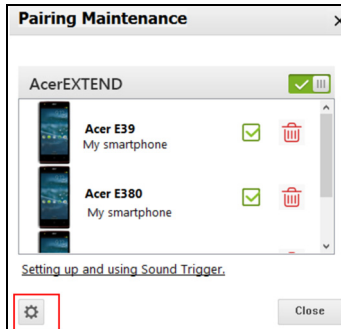 Pairing Maintenance
AcerEXTEND
Acer E39
My smartphone
Acer E380
My smartphone
Setting up and using Sound Trigger.
Close